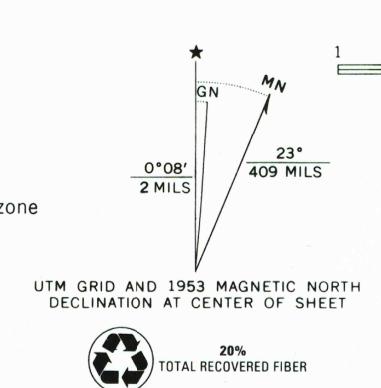 ★
1
GN
MN
0°08′
2 MILS
23°
409 MILS
zone
UTM GRID AND 1953 MAGNETIC NORTH
DECLINATION AT CENTER OF SHEET
20%
TOTAL RECOVERED FIBER